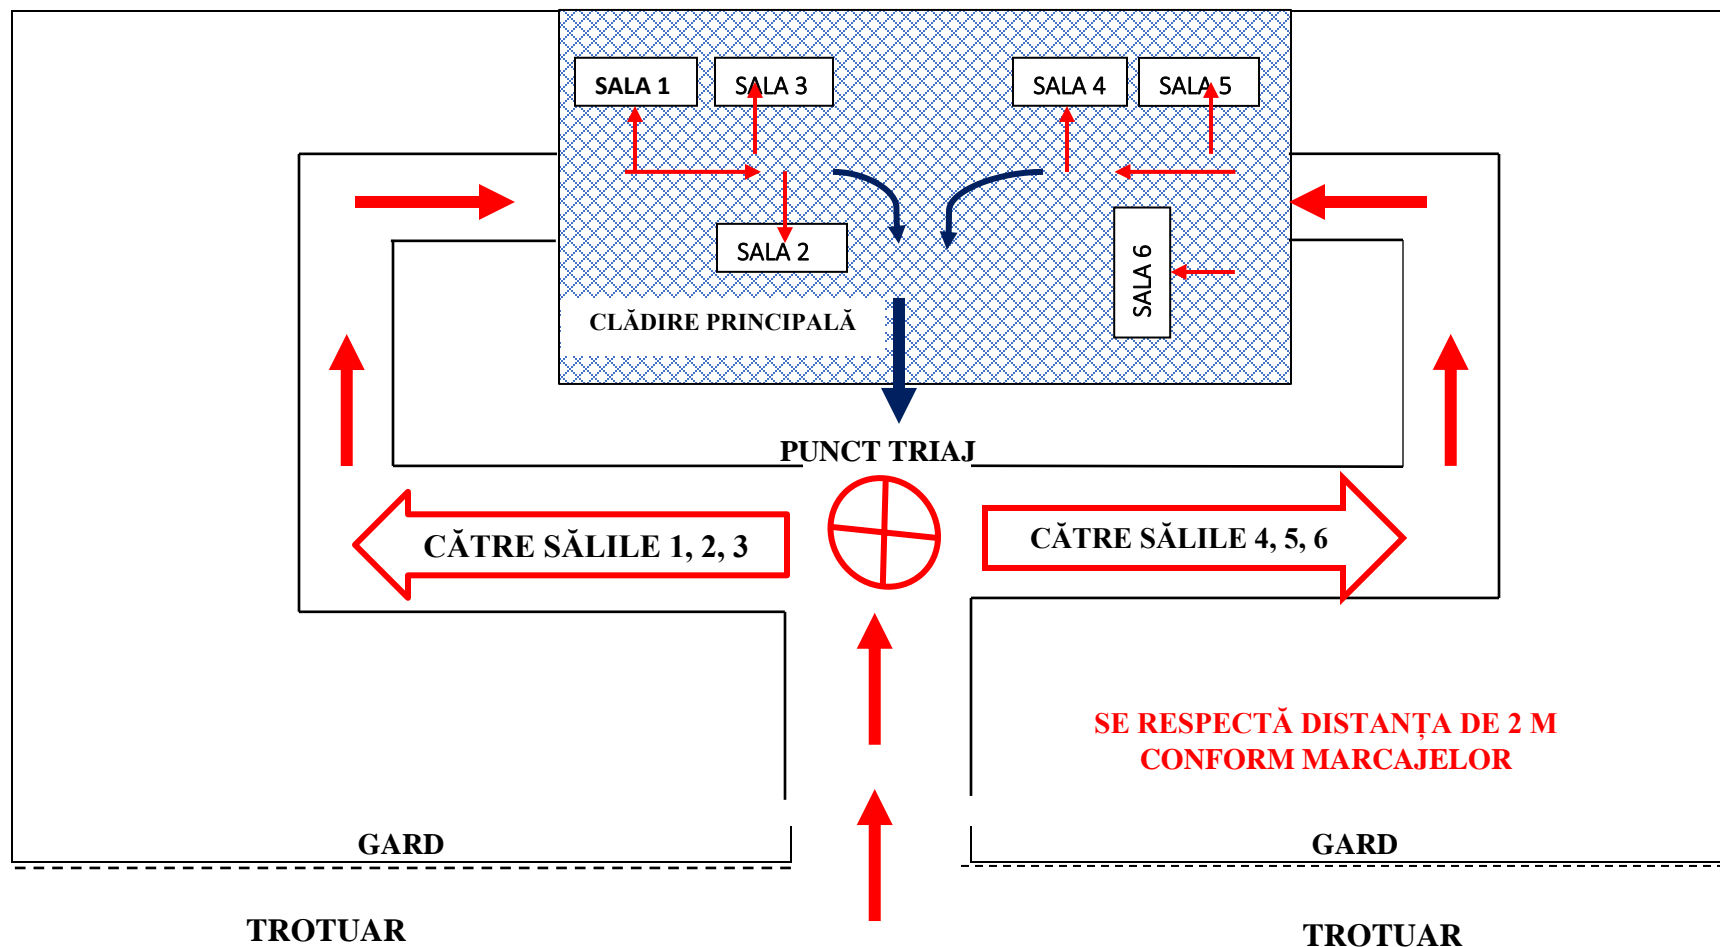 SALA 1
SALA 3
SALA 4
SALA 5
SALA 2
SALA 6
CLĂDIRE PRINCIPALĂ
PUNCT TRIAJ
CĂTRE SĂLILE 1, 2, 3
CĂTRE SĂLILE 4, 5, 6
SE RESPECTĂ DISTANȚA DE 2 M
CONFORM MARCAJELOR
GARD
GARD
TROTUAR
TROTUAR